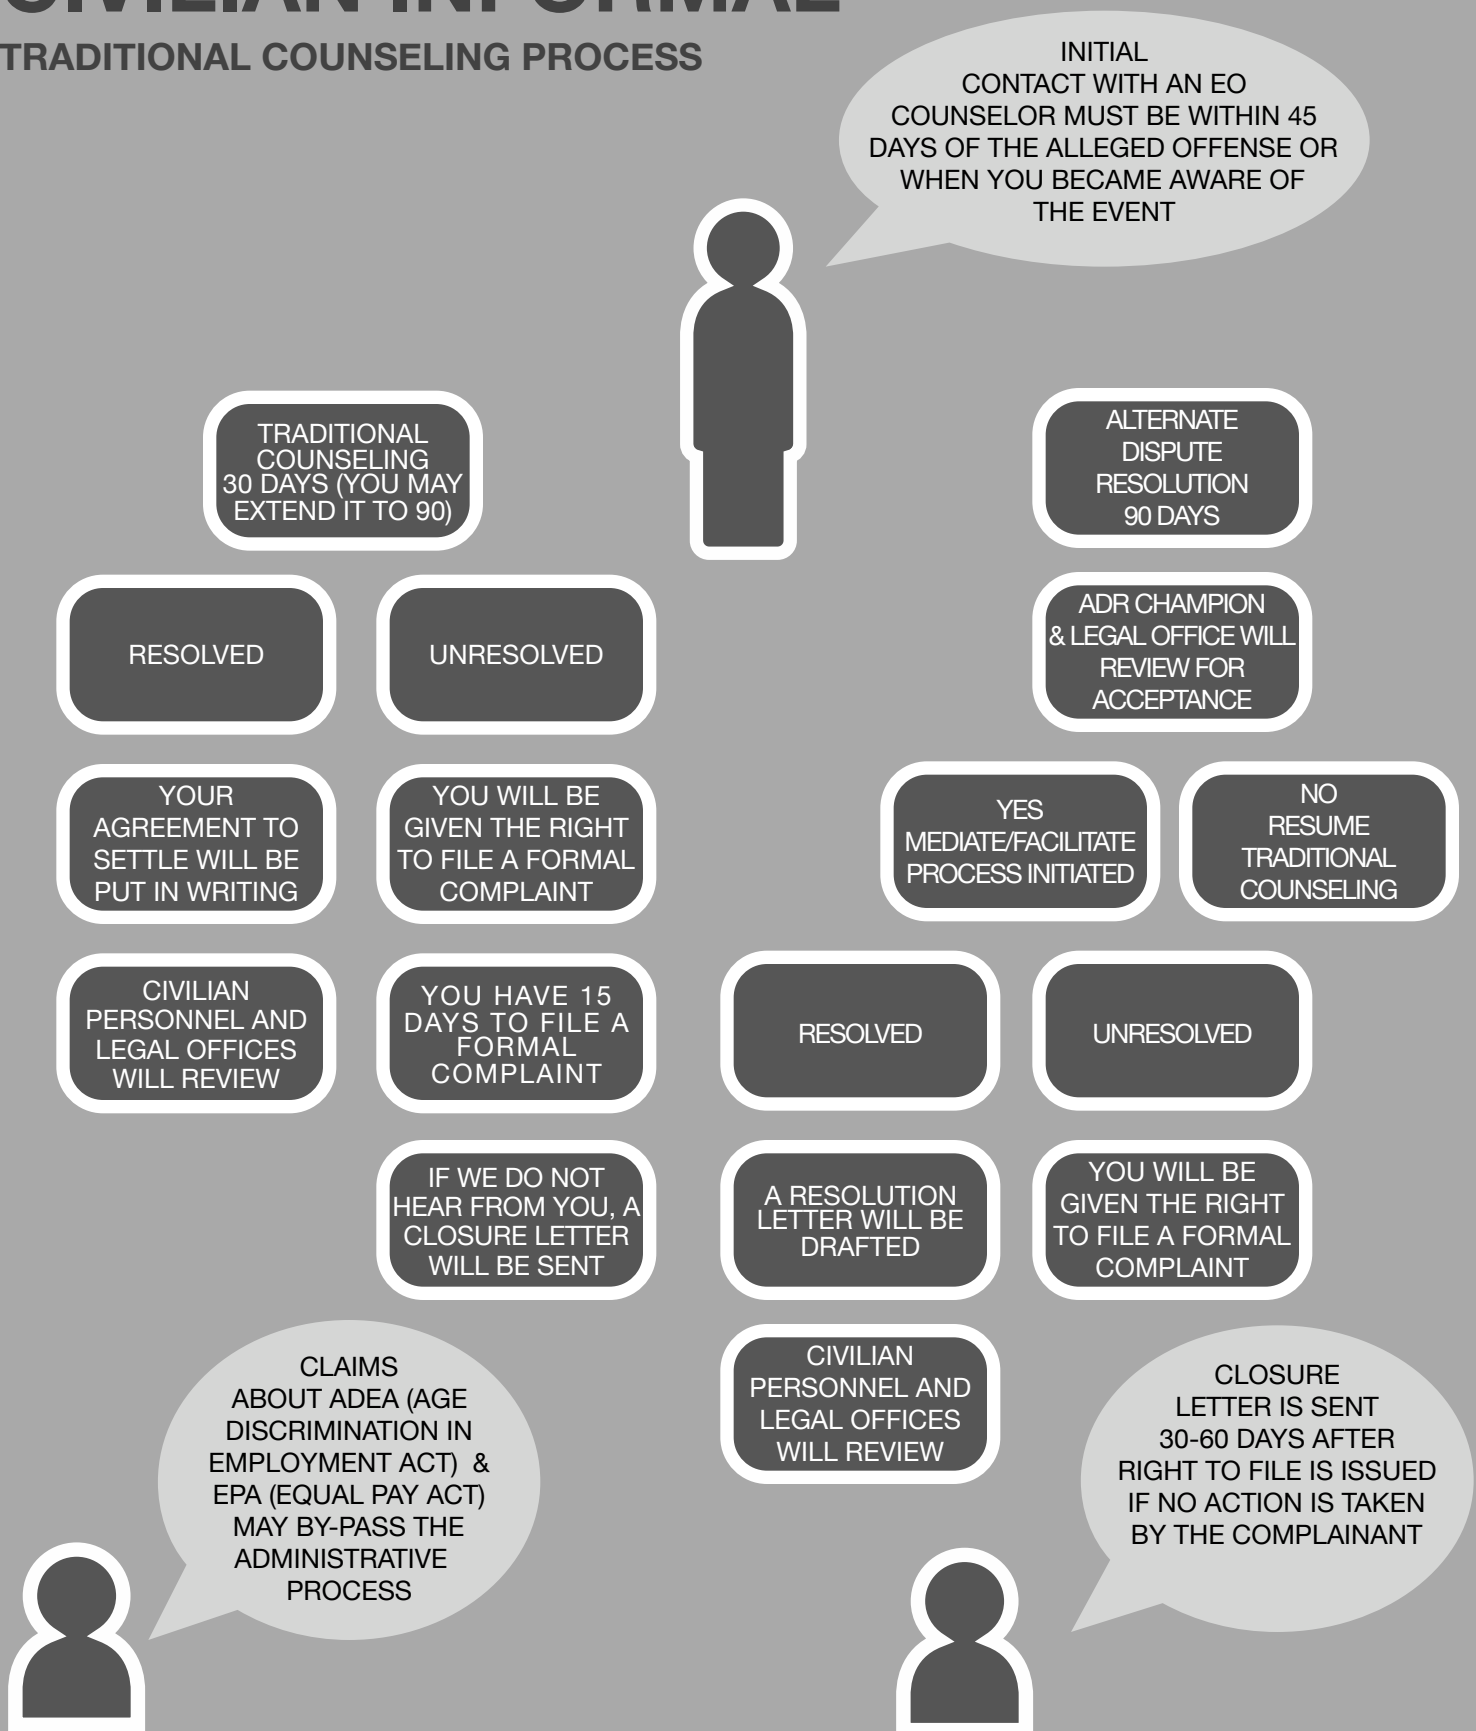 CIVILIAN INFORMAL
TRADITIONAL COUNSELING PROCESS
INITIAL
CONTACT WITH AN EO
COUNSELOR MUST BE WITHIN 45
DAYS OF THE ALLEGED OFFENSE OR
WHEN YOU BECAME AWARE OF
THE EVENT
TRADITIONAL
COUNSELING
30 DAYS (YOU MAY
EXTEND IT TO 90)
RESOLVED
UNRESOLVED
YOUR
AGREEMENT TO
SETTLE WILL BE
PUT IN WRITING
YOU WILL BE
GIVEN THE RIGHT
TO FILE A FORMAL
COMPLAINT
CIVILIAN
PERSONNEL AND
LEGAL OFFICES
WILL REVIEW
YOU HAVE 15
DAYS TO FILE A
FORMAL
COMPLAINT
IF WE DO NOT
HEAR FROM YOU, A
CLOSURE LETTER
WILL BE SENT
ALTERNATE
DISPUTE
RESOLUTION
90 DAYS
ADR CHAMPION
& LEGAL OFFICE WILL
REVIEW FOR
ACCEPTANCE
YES
MEDIATE/FACILITATE
PROCESS INITIATED
NO
RESUME
TRADITIONAL
COUNSELING
RESOLVED
UNRESOLVED
A RESOLUTION
LETTER WILL BE
DRAFTED
YOU WILL BE
GIVEN THE RIGHT
TO FILE A FORMAL
COMPLAINT
CIVILIAN
PERSONNEL AND
LEGAL OFFICES
WILL REVIEW
CLAIMS
ABOUT ADEA (AGE
DISCRIMINATION IN
EMPLOYMENT ACT) &
EPA (EQUAL PAY ACT)
MAY BY-PASS THE
ADMINISTRATIVE
PROCESS
CLOSURE
LETTER IS SENT
30-60 DAYS AFTER
RIGHT TO FILE IS ISSUED
IF NO ACTION IS TAKEN
BY THE COMPLAINANT